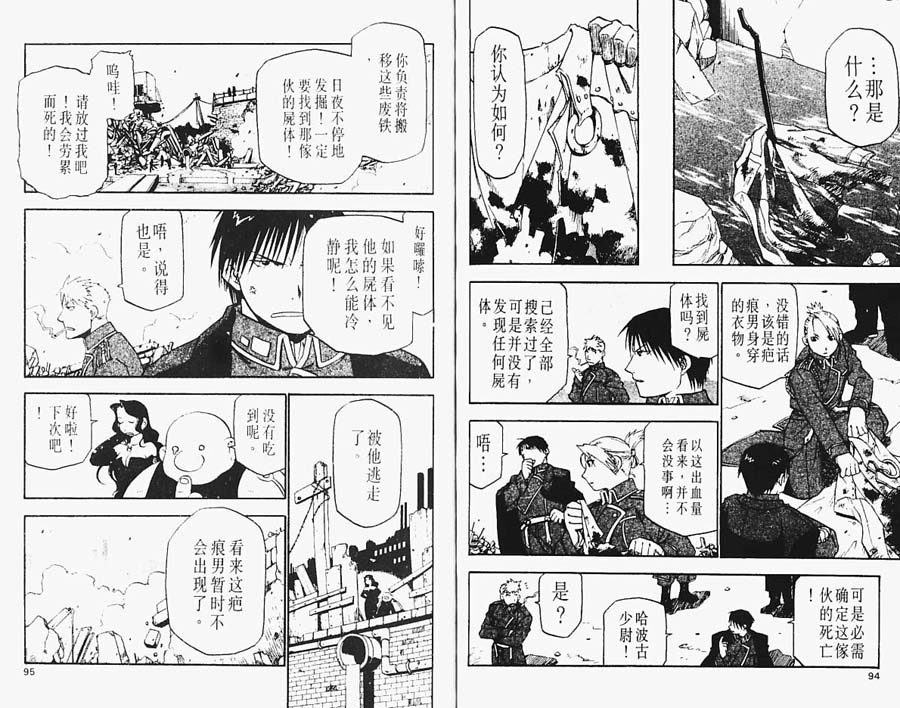 …那是
什么？
你认为如何？
没错的话
，该是疤
痕男身穿
的衣物。
找到屍
体吗？
己经全部
搜索过了，
可是并没有
发现任何屍
体。
以这出血量
看来，并不
会没事啊…
唔…
可是必需
确定这傢
伙的死亡
！
哈波古
少尉！
是？
94
你负责将搬
移这些废铁
，
日夜不停地
发掘！一定
要找到那傢
伙的屍体！
呜哇！
请放过我吧
！我会劳累
而死的！
好囉嗦！
如果看不见
他的屍体，
我怎么能冷
静呢！
唔，说得
也是。
被他逃走
了。
没有吃
到呢。
好啦！
下次吧
！
看来这疤
痕男暂时不
会出现了。
95